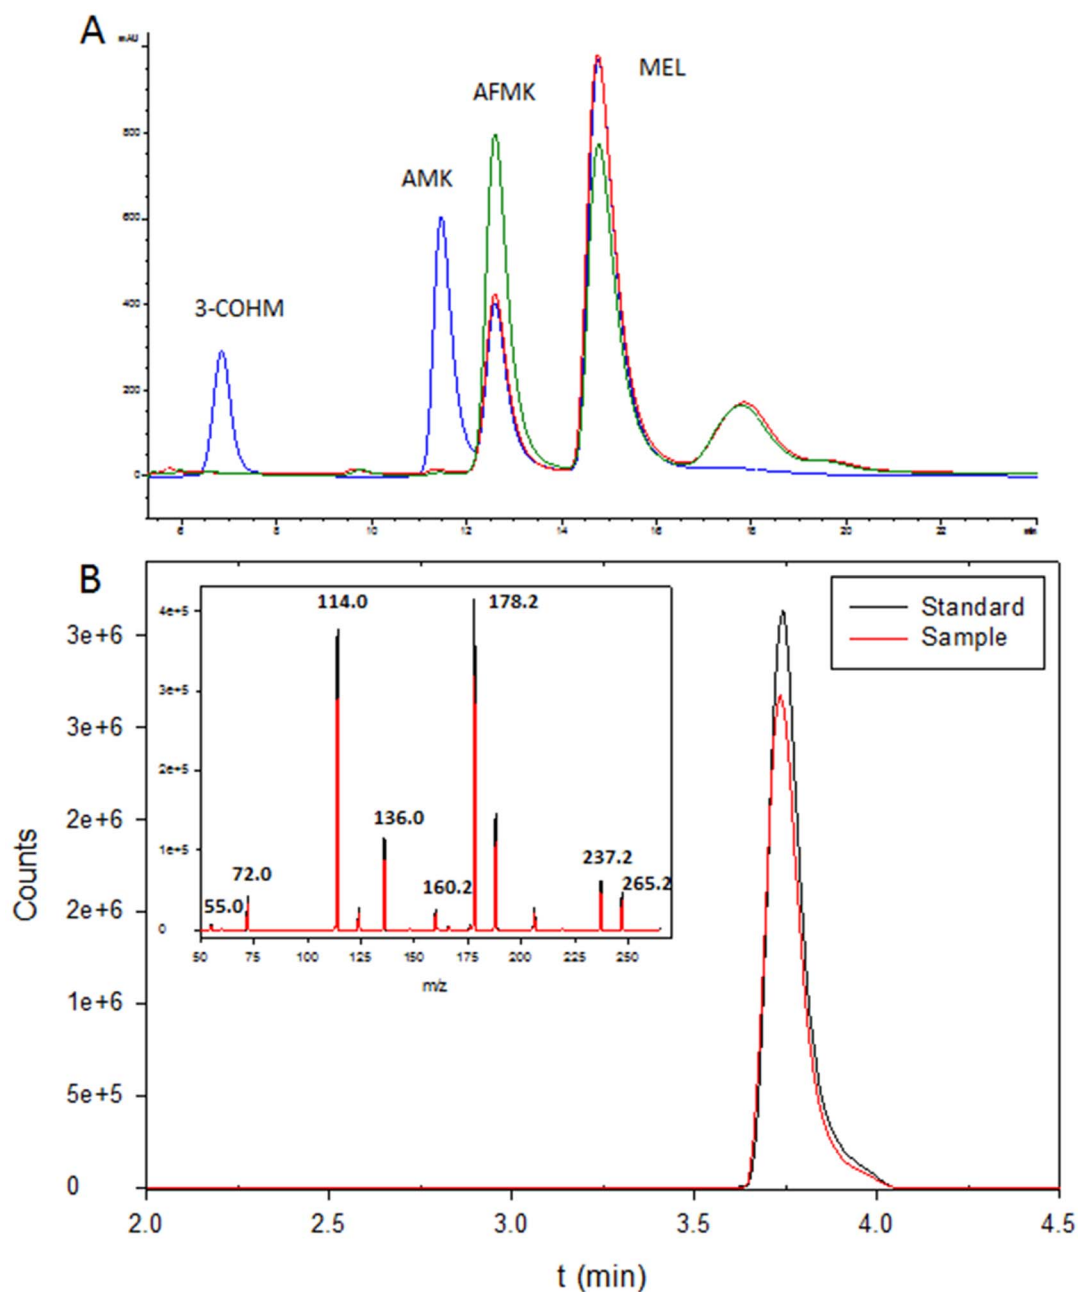 A
mAU
MEL
AFMK
AMK
3-COHM
800
600
400
200
0
6 8 10 12 14 16 18 20 22 min
B
Standard
Sample
114.0
178.2
136.0
72.0
55.0
160.2
237.2
265.2
4e+5
3e+5
2e+5
1e+5
0
50 75 100 125 150 175 200 225 250
m/z
3e+6
3e+6
2e+6
2e+6
1e+6
5e+5
0
Counts
2.0 2.5 3.0 3.5 4.0 4.5
t (min)